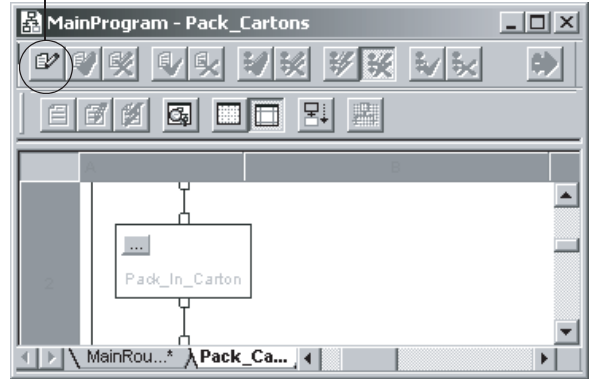 MainProgram - Pack_Cartons
A B
...
Pack_In_Carton
2
MainRou...* Pack_Ca...